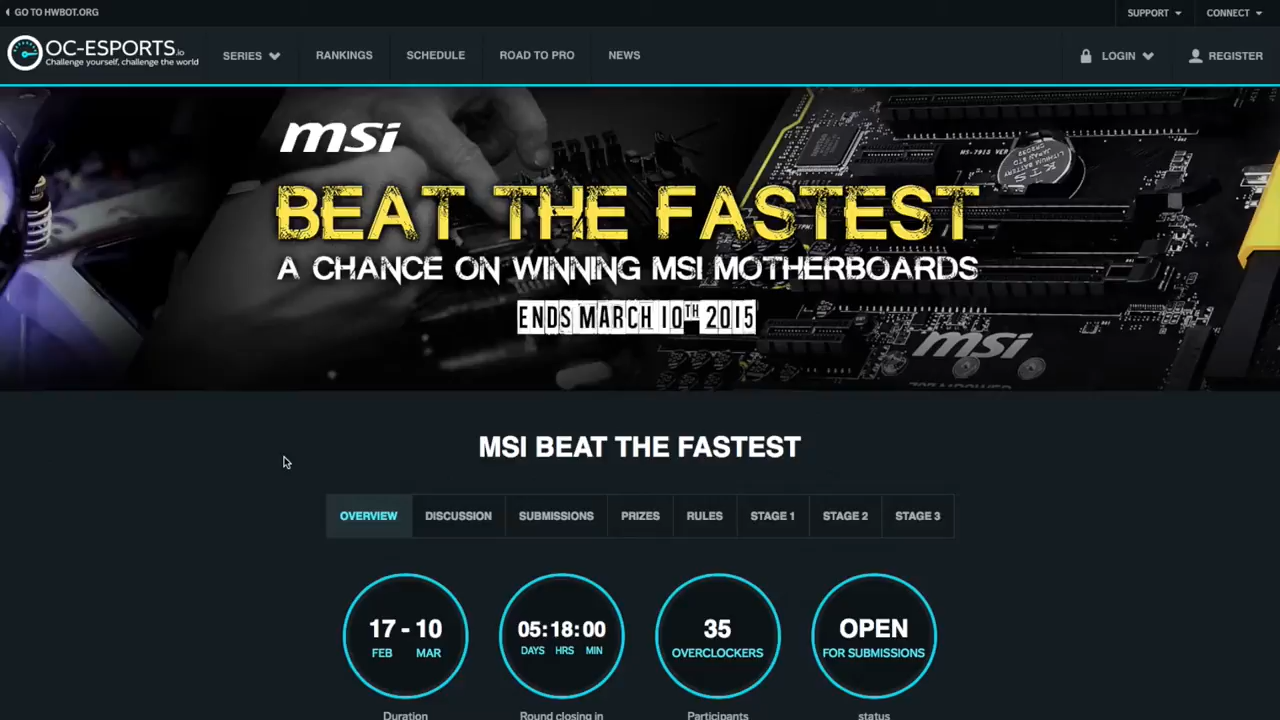 GO TO HWBOT.ORG
SUPPORT
CONNECT
OC-ESPORTS.io
Challenge yourself, challenge the world
SERIES
RANKINGS
SCHEDULE
ROAD TO PRO
NEWS
LOGIN
REGISTER
msi
BEAT THE FASTEST
A CHANCE ON WINNING MSI MOTHERBOARDS
ENDS MARCH 10TH 2015
msi
MSI BEAT THE FASTEST
OVERVIEW
DISCUSSION
SUBMISSIONS
PRIZES
RULES
STAGE 1
STAGE 2
STAGE 3
17 - 10
FEB MAR
Duration
05:18:00
DAYS HRS MIN
Round closing in
35
OVERCLOCKERS
Participants
OPEN
FOR SUBMISSIONS
status